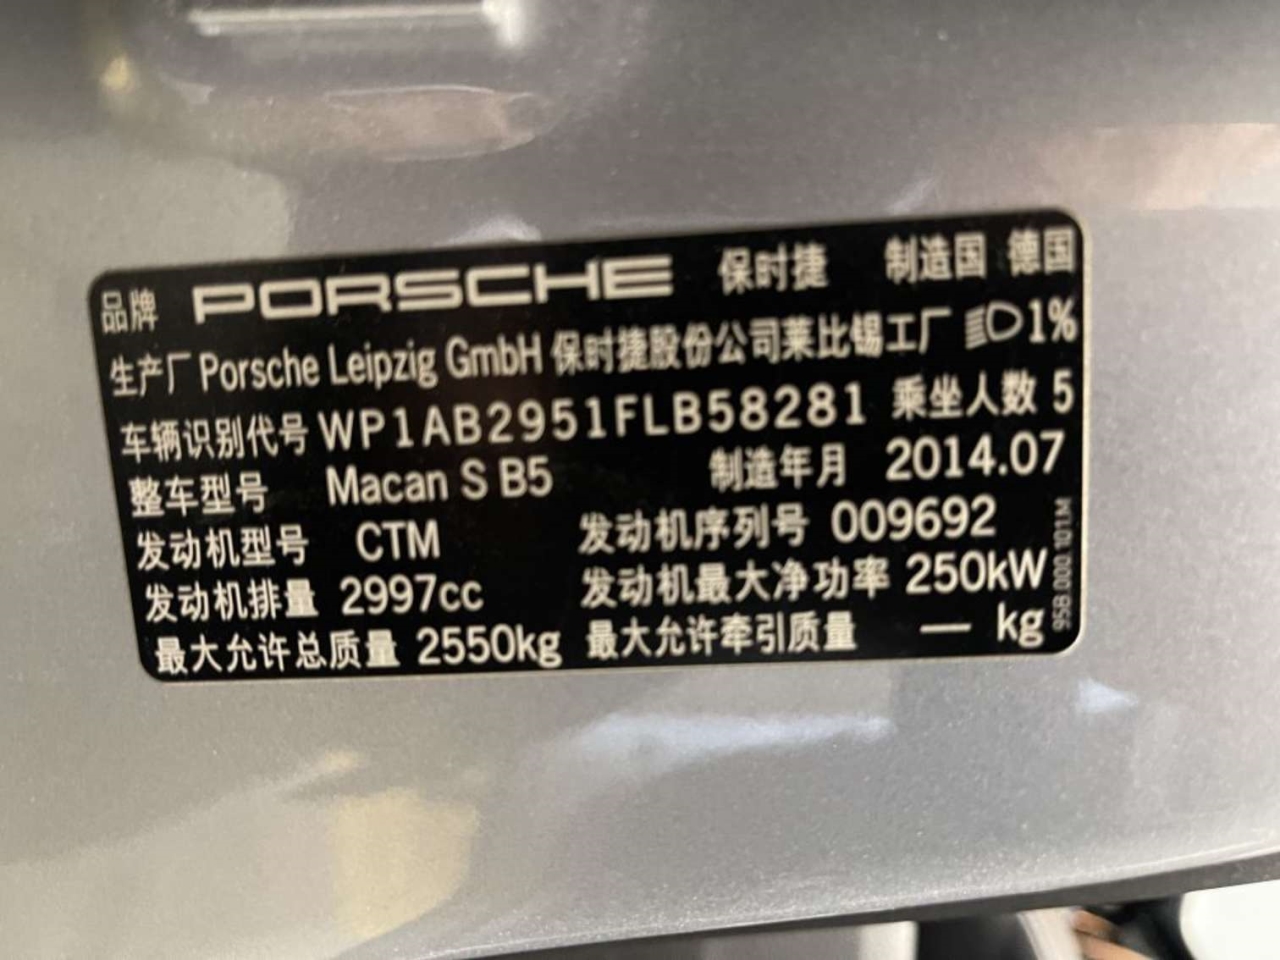 品牌 PORSCHE 保时捷 制造国 德国
生产厂 Porsche Leipzig GmbH 保时捷股份公司莱比锡工厂 1%
车辆识别代号 WP1AB2951FLB58281 乘坐人数 5
整车型号 Macan S B5 制造年月 2014.07
发动机型号 CTM 发动机序列号 009692
发动机排量 2997cc 发动机最大净功率 250kW
最大允许总质量 2550kg 最大允许牵引质量 — kg
95B.000.101.M